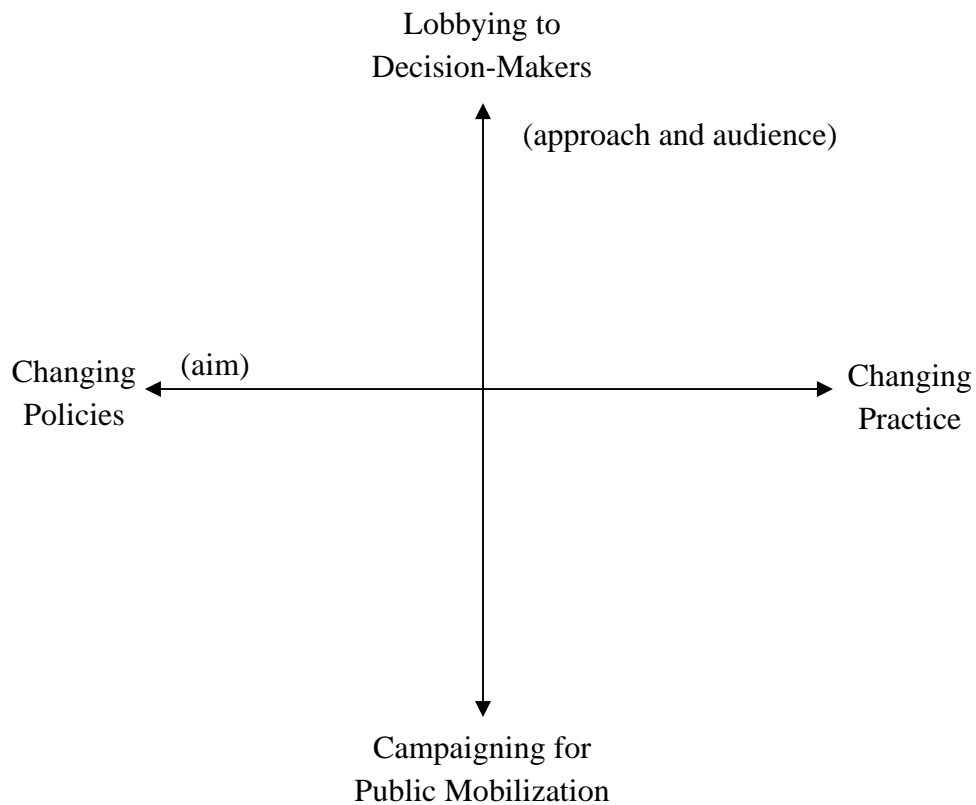 Lobbying to
Decision-Makers
(approach and audience)
(aim)
Changing
Policies
Changing
Practice
Campaigning for
Public Mobilization